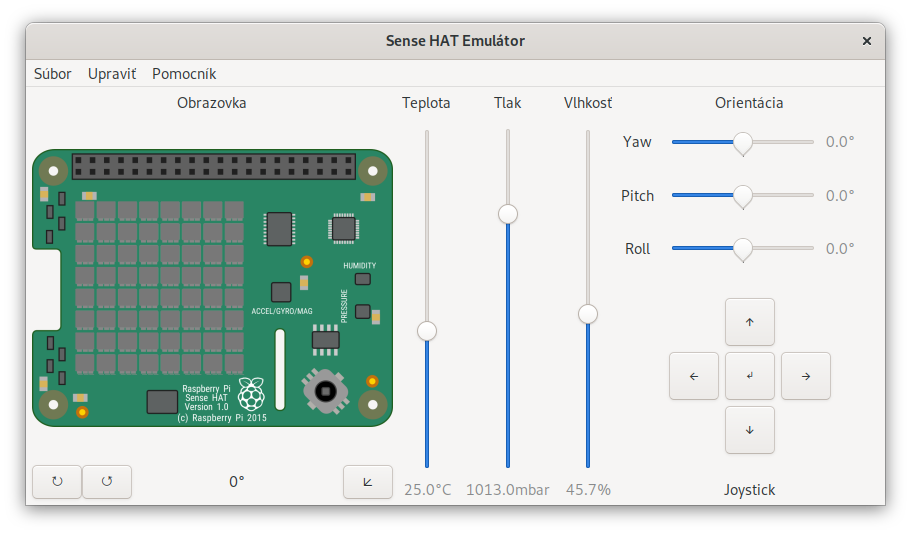 Sense HAT Emulátor
Súbor Upraviť Pomocník
Obrazovka
Teplota
Tlak
Vlhkosť
Orientácia
Yaw
0.0°
Pitch
0.0°
Roll
0.0°
HUMIDITY
PRESSURE
ACCEL/GYRO/MAG
Raspberry Pi
Sense HAT
Version 1.0
(c) Raspberry Pi 2015
0°
25.0°C
1013.0mbar
45.7%
Joystick